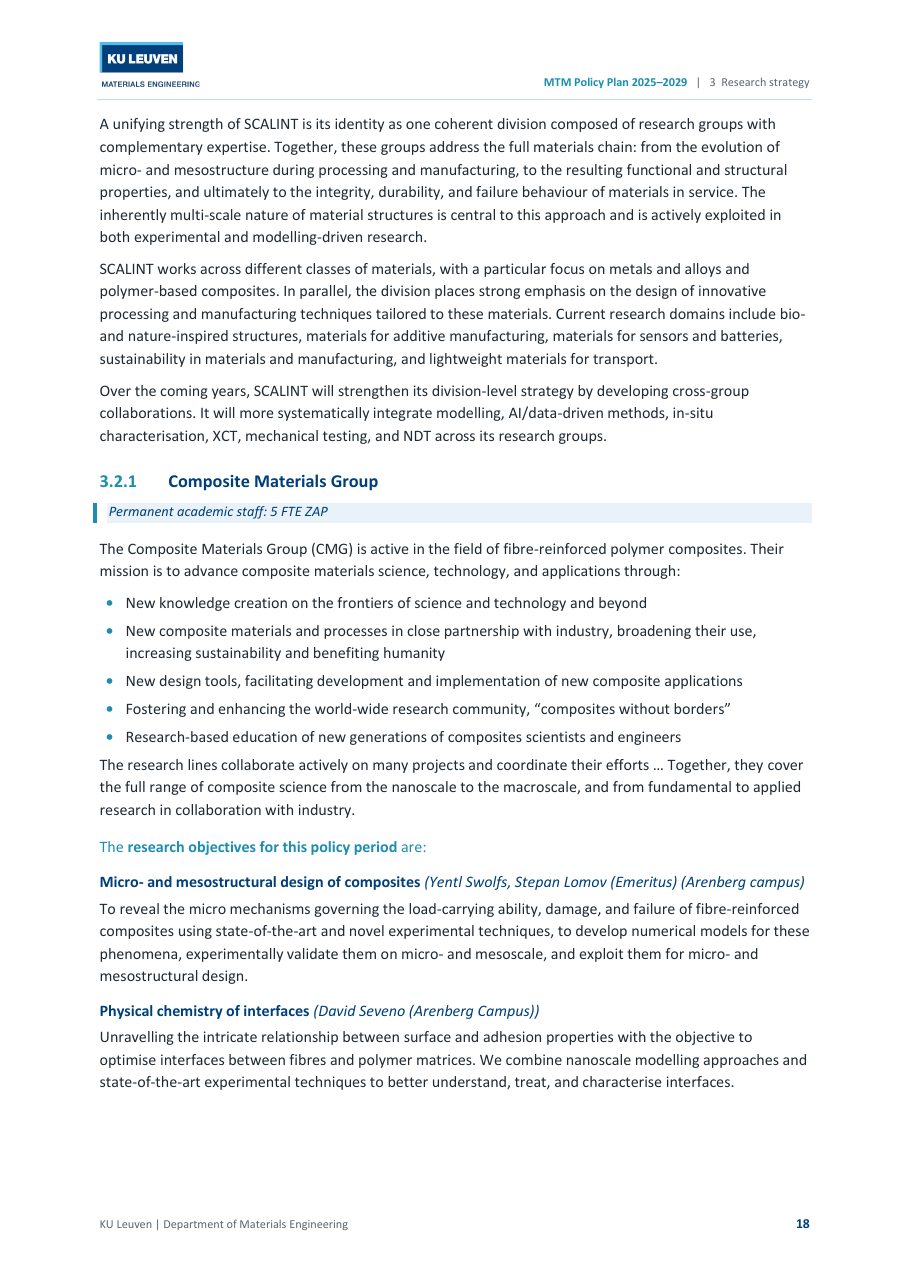 KU LEUVEN
MATERIALS ENGINEERING
MTM Policy Plan 2025–2029 | 3 Research strategy
A unifying strength of SCALINT is its identity as one coherent division composed of research groups with
complementary expertise. Together, these groups address the full materials chain: from the evolution of
micro- and mesostructure during processing and manufacturing, to the resulting functional and structural
properties, and ultimately to the integrity, durability, and failure behaviour of materials in service. The
inherently multi-scale nature of material structures is central to this approach and is actively exploited in
both experimental and modelling-driven research.
SCALINT works across different classes of materials, with a particular focus on metals and alloys and
polymer-based composites. In parallel, the division places strong emphasis on the design of innovative
processing and manufacturing techniques tailored to these materials. Current research domains include bio-
and nature-inspired structures, materials for additive manufacturing, materials for sensors and batteries,
sustainability in materials and manufacturing, and lightweight materials for transport.
Over the coming years, SCALINT will strengthen its division-level strategy by developing cross-group
collaborations. It will more systematically integrate modelling, AI/data-driven methods, in-situ
characterisation, XCT, mechanical testing, and NDT across its research groups.
3.2.1 Composite Materials Group
Permanent academic staff: 5 FTE ZAP
The Composite Materials Group (CMG) is active in the field of fibre-reinforced polymer composites. Their
mission is to advance composite materials science, technology, and applications through:
• New knowledge creation on the frontiers of science and technology and beyond
• New composite materials and processes in close partnership with industry, broadening their use,
increasing sustainability and benefiting humanity
• New design tools, facilitating development and implementation of new composite applications
• Fostering and enhancing the world-wide research community, “composites without borders”
• Research-based education of new generations of composites scientists and engineers
The research lines collaborate actively on many projects and coordinate their efforts … Together, they cover
the full range of composite science from the nanoscale to the macroscale, and from fundamental to applied
research in collaboration with industry.
The research objectives for this policy period are:
Micro- and mesostructural design of composites (Yentl Swolfs, Stepan Lomov (Emeritus) (Arenberg campus)
To reveal the micro mechanisms governing the load-carrying ability, damage, and failure of fibre-reinforced
composites using state-of-the-art and novel experimental techniques, to develop numerical models for these
phenomena, experimentally validate them on micro- and mesoscale, and exploit them for micro- and
mesostructural design.
Physical chemistry of interfaces (David Seveno (Arenberg Campus))
Unravelling the intricate relationship between surface and adhesion properties with the objective to
optimise interfaces between fibres and polymer matrices. We combine nanoscale modelling approaches and
state-of-the-art experimental techniques to better understand, treat, and characterise interfaces.
KU Leuven | Department of Materials Engineering 18